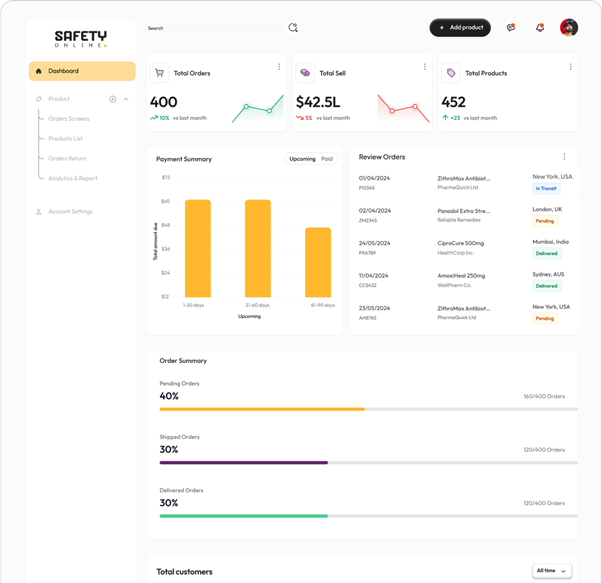 SAFETY
ONLINE
Search
+ Add product
Dashboard
Product
Orders Screens
Products List
Orders Return
Analytics & Report
Account Settings
Total Orders
400
10% vs last month
Total Sell
$42.5L
5% vs last month
Total Products
452
+23 vs last month
Payment Summary
Upcoming Paid
$72
$60
$48
$36
$24
$12
Total amount due
1-30 days 31-60 days 61-90 days
Upcoming
Review Orders
01/04/2024 ZithroMax Antibiot... New York, USA
P12345 PharmaQuick Ltd In Transit
02/04/2024 Panadol Extra Stre... London, UK
ZM2345 Reliable Remedies Pending
24/05/2024 CiproCure 500mg Mumbai, India
PX6789 HealthCorp Inc. Delivered
11/04/2024 AmoxiHeal 250mg Sydney, AUS
CC5432 WellPharm Co. Delivered
23/05/2024 ZithroMax Antibiot... New York, USA
AH8765 PharmaQuick Ltd Pending
Order Summary
Pending Orders
40% 160/400 Orders
Shipped Orders
30% 120/400 Orders
Delivered Orders
30% 120/400 Orders
Total customers
All time